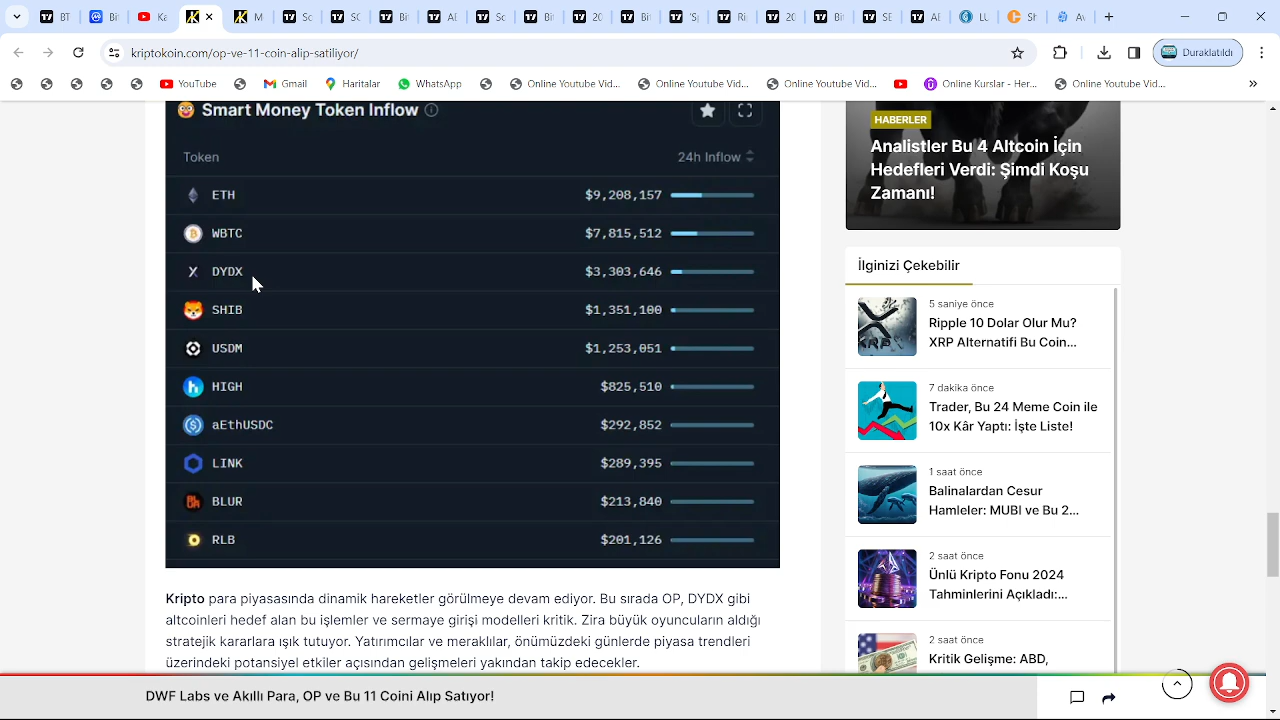 BT
Bi
Ke
K
M
kriptokoin.com/op-ve-11-coin-alip-satiliyor/
Duraklatıldı
YouTube
Gmail
Haritalar
WhatsApp
Online Youtube Vid...
Online Youtube Vid...
Online Youtube Vid...
Online Kurslar - Her...
Online Youtube Vid...
Smart Money Token Inflow
Token
24h Inflow
ETH
$9,208,157
WBTC
$7,815,512
DYDX
$3,303,646
SHIB
$1,351,100
USDM
$1,253,051
HIGH
$825,510
aEthUSDC
$292,852
LINK
$289,395
BLUR
$213,840
RLB
$201,126
Kripto para piyasasında dinamik hareketler görülmeye devam ediyor. Bu sırada OP, DYDX gibi
altcoinleri hedef alan bu işlemler ve sermaye girişi modelleri kritik. Zira büyük oyuncuların aldığı
stratejik kararlara ışık tutuyor. Yatırımcılar ve meraklılar, önümüzdeki günlerde piyasa trendleri
üzerindeki potansiyel etkiler açısından gelişmeleri yakından takip edecekler.
HABERLER
Analistler Bu 4 Altcoin İçin
Hedefleri Verdi: Şimdi Koşu
Zamanı!
İlginizi Çekebilir
5 saniye önce
Ripple 10 Dolar Olur Mu?
XRP Alternatifi Bu Coin...
7 dakika önce
Trader, Bu 24 Meme Coin ile
10x Kâr Yaptı: İşte Liste!
1 saat önce
Balinalardan Cesur
Hamleler: MUBI ve Bu 2...
2 saat önce
Ünlü Kripto Fonu 2024
Tahminlerini Açıkladı:...
2 saat önce
Kritik Gelişme: ABD,
DWF Labs ve Akıllı Para, OP ve Bu 11 Coini Alıp Satıyor!